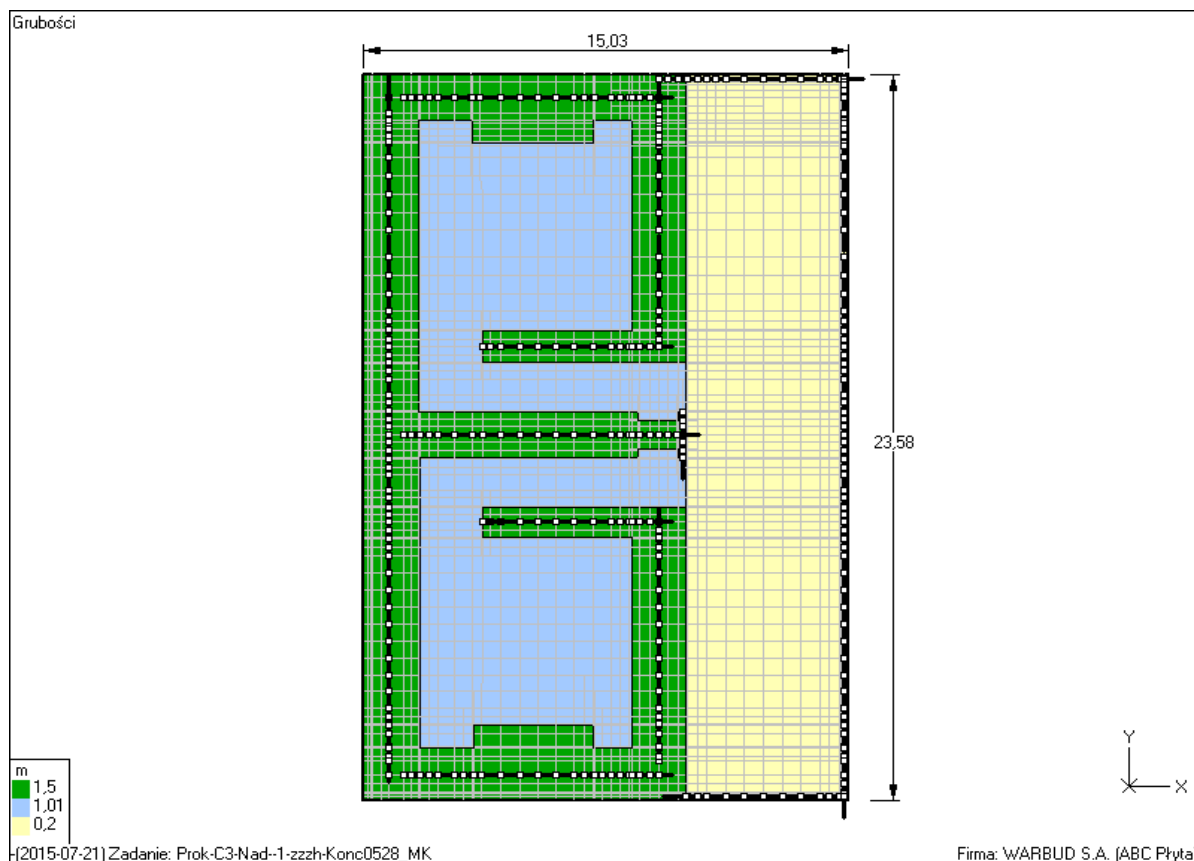 Grubości
15,03
23,58
Y
X
m
1,5
1,01
0,2
(2015-07-21) Zadanie: Prok-C3-Nad--1-zzzh-Konc0528_MK
Firma: WARBUD S.A. (ABC Płyta